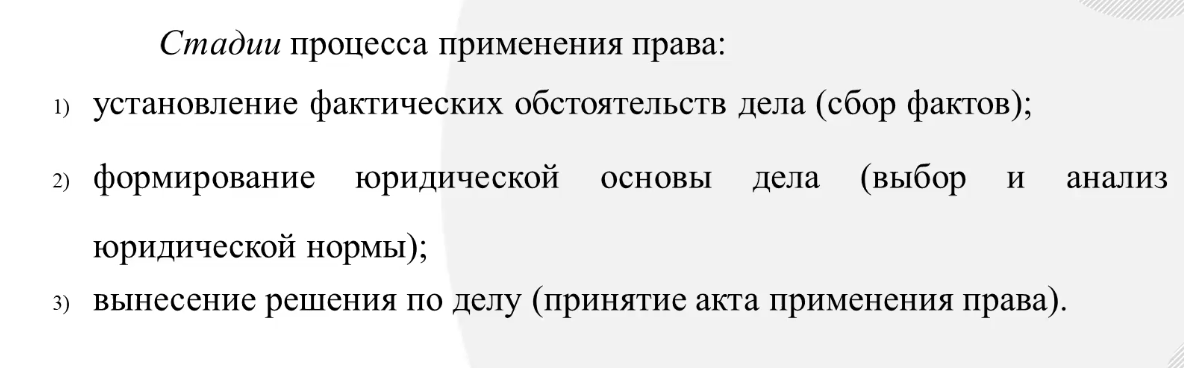 Стадии процесса применения права:
1) установление фактических обстоятельств дела (сбор фактов);
2) формирование юридической основы дела (выбор и анализ
юридической нормы);
3) вынесение решения по делу (принятие акта применения права).